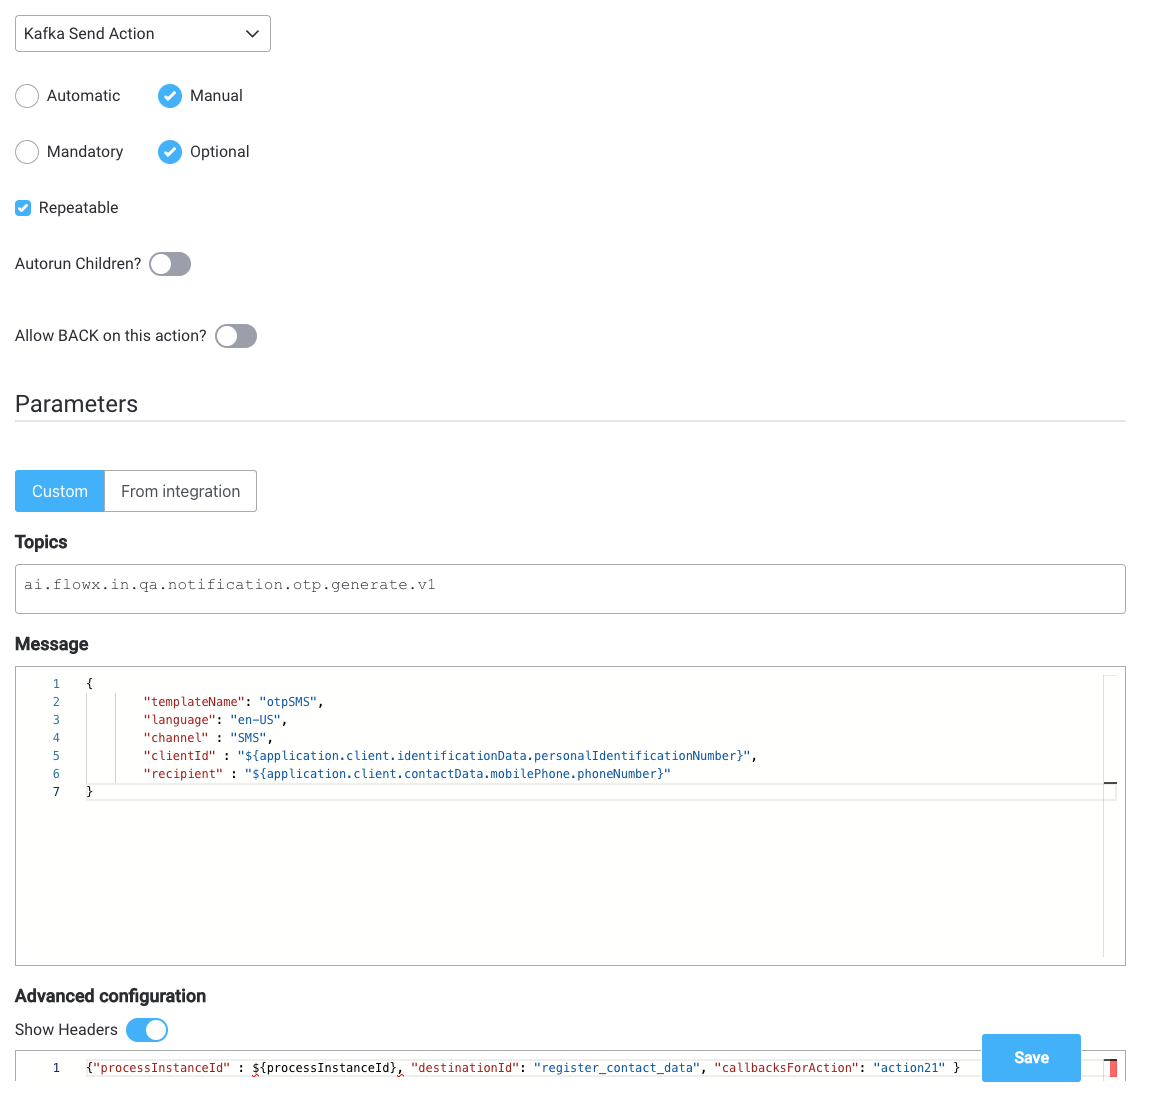 Kafka Send Action
Automatic Manual
Mandatory Optional
Repeatable
Autorun Children?
Allow BACK on this action?
Parameters
Custom From integration
Topics
ai.flowx.in.qa.notification.otp.generate.v1
Message
1 {
2 "templateName": "otpSMS",
3 "language": "en-US",
4 "channel" : "SMS",
5 "clientId" : "${application.client.identificationData.personalIdentificationNumber}",
6 "recipient" : "${application.client.contactData.mobilePhone.phoneNumber}"
7 }
Advanced configuration
Show Headers
Save
1 {"processInstanceId" : ${processInstanceId}, "destinationId": "register_contact_data", "callbacksForAction": "action21" }